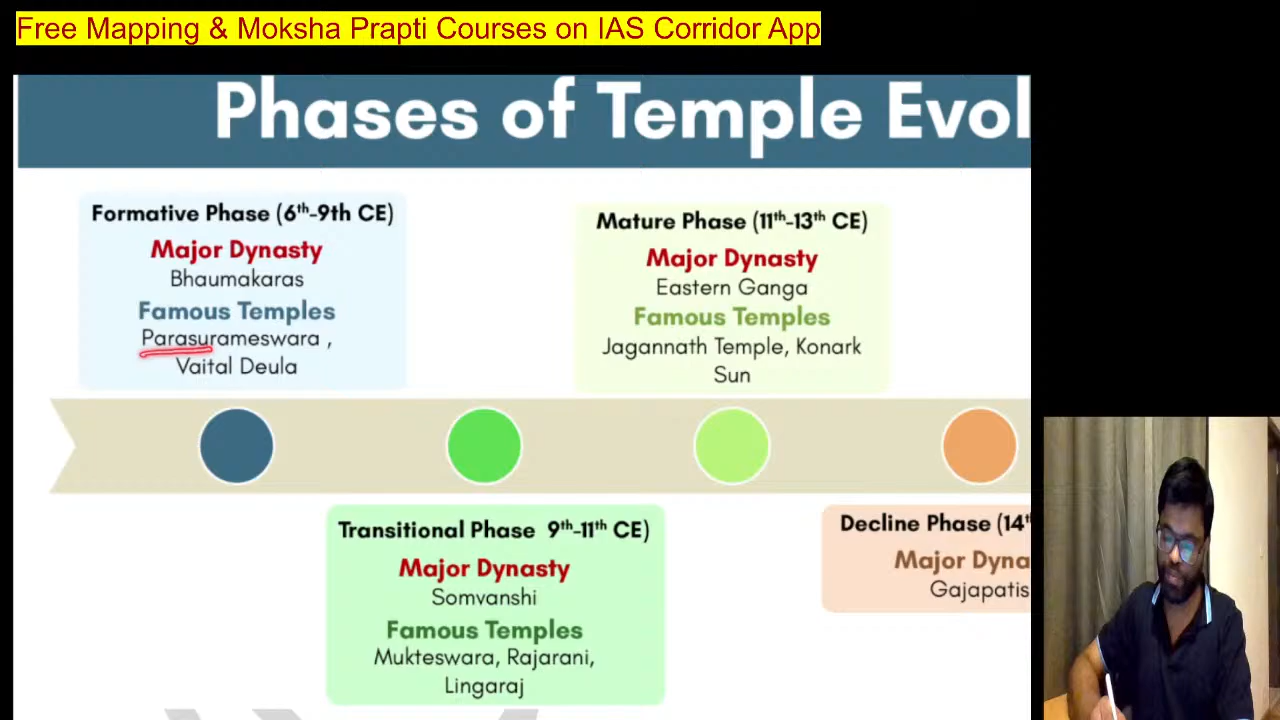 Free Mapping & Moksha Prapti Courses on IAS Corridor App
Phases of Temple Evol
Formative Phase (6th-9th CE)
Major Dynasty
Bhaumakaras
Famous Temples
Parasurameswara ,
Vaital Deula
Mature Phase (11th-13th CE)
Major Dynasty
Eastern Ganga
Famous Temples
Jagannath Temple, Konark
Sun
Transitional Phase 9th-11th CE)
Major Dynasty
Somvanshi
Famous Temples
Mukteswara, Rajarani,
Lingaraj
Decline Phase (14t
Major Dyna
Gajapatis